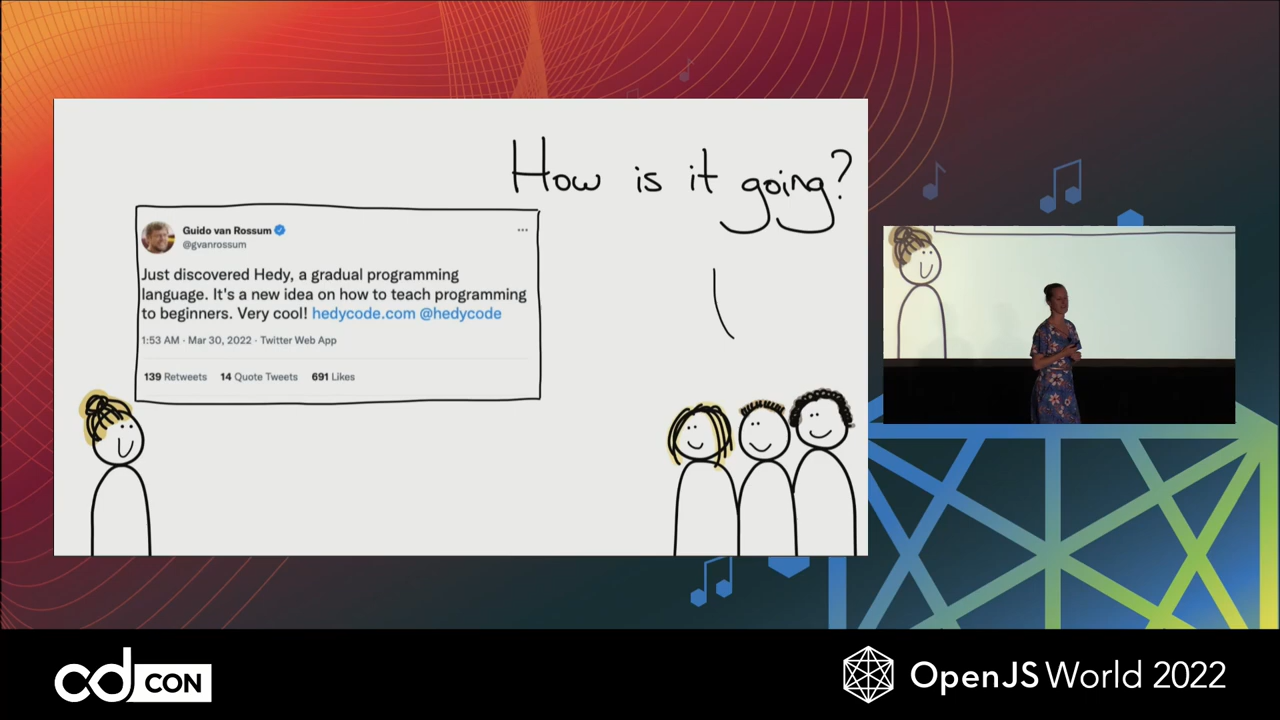 How is it going?
Guido van Rossum
@gvanrossum
Just discovered Hedy, a gradual programming
language. It's a new idea on how to teach programming
to beginners. Very cool! hedycode.com @hedycode
1:53 AM · Mar 30, 2022 · Twitter Web App
139 Retweets 14 Quote Tweets 691 Likes
cd CON
OpenJS World 2022